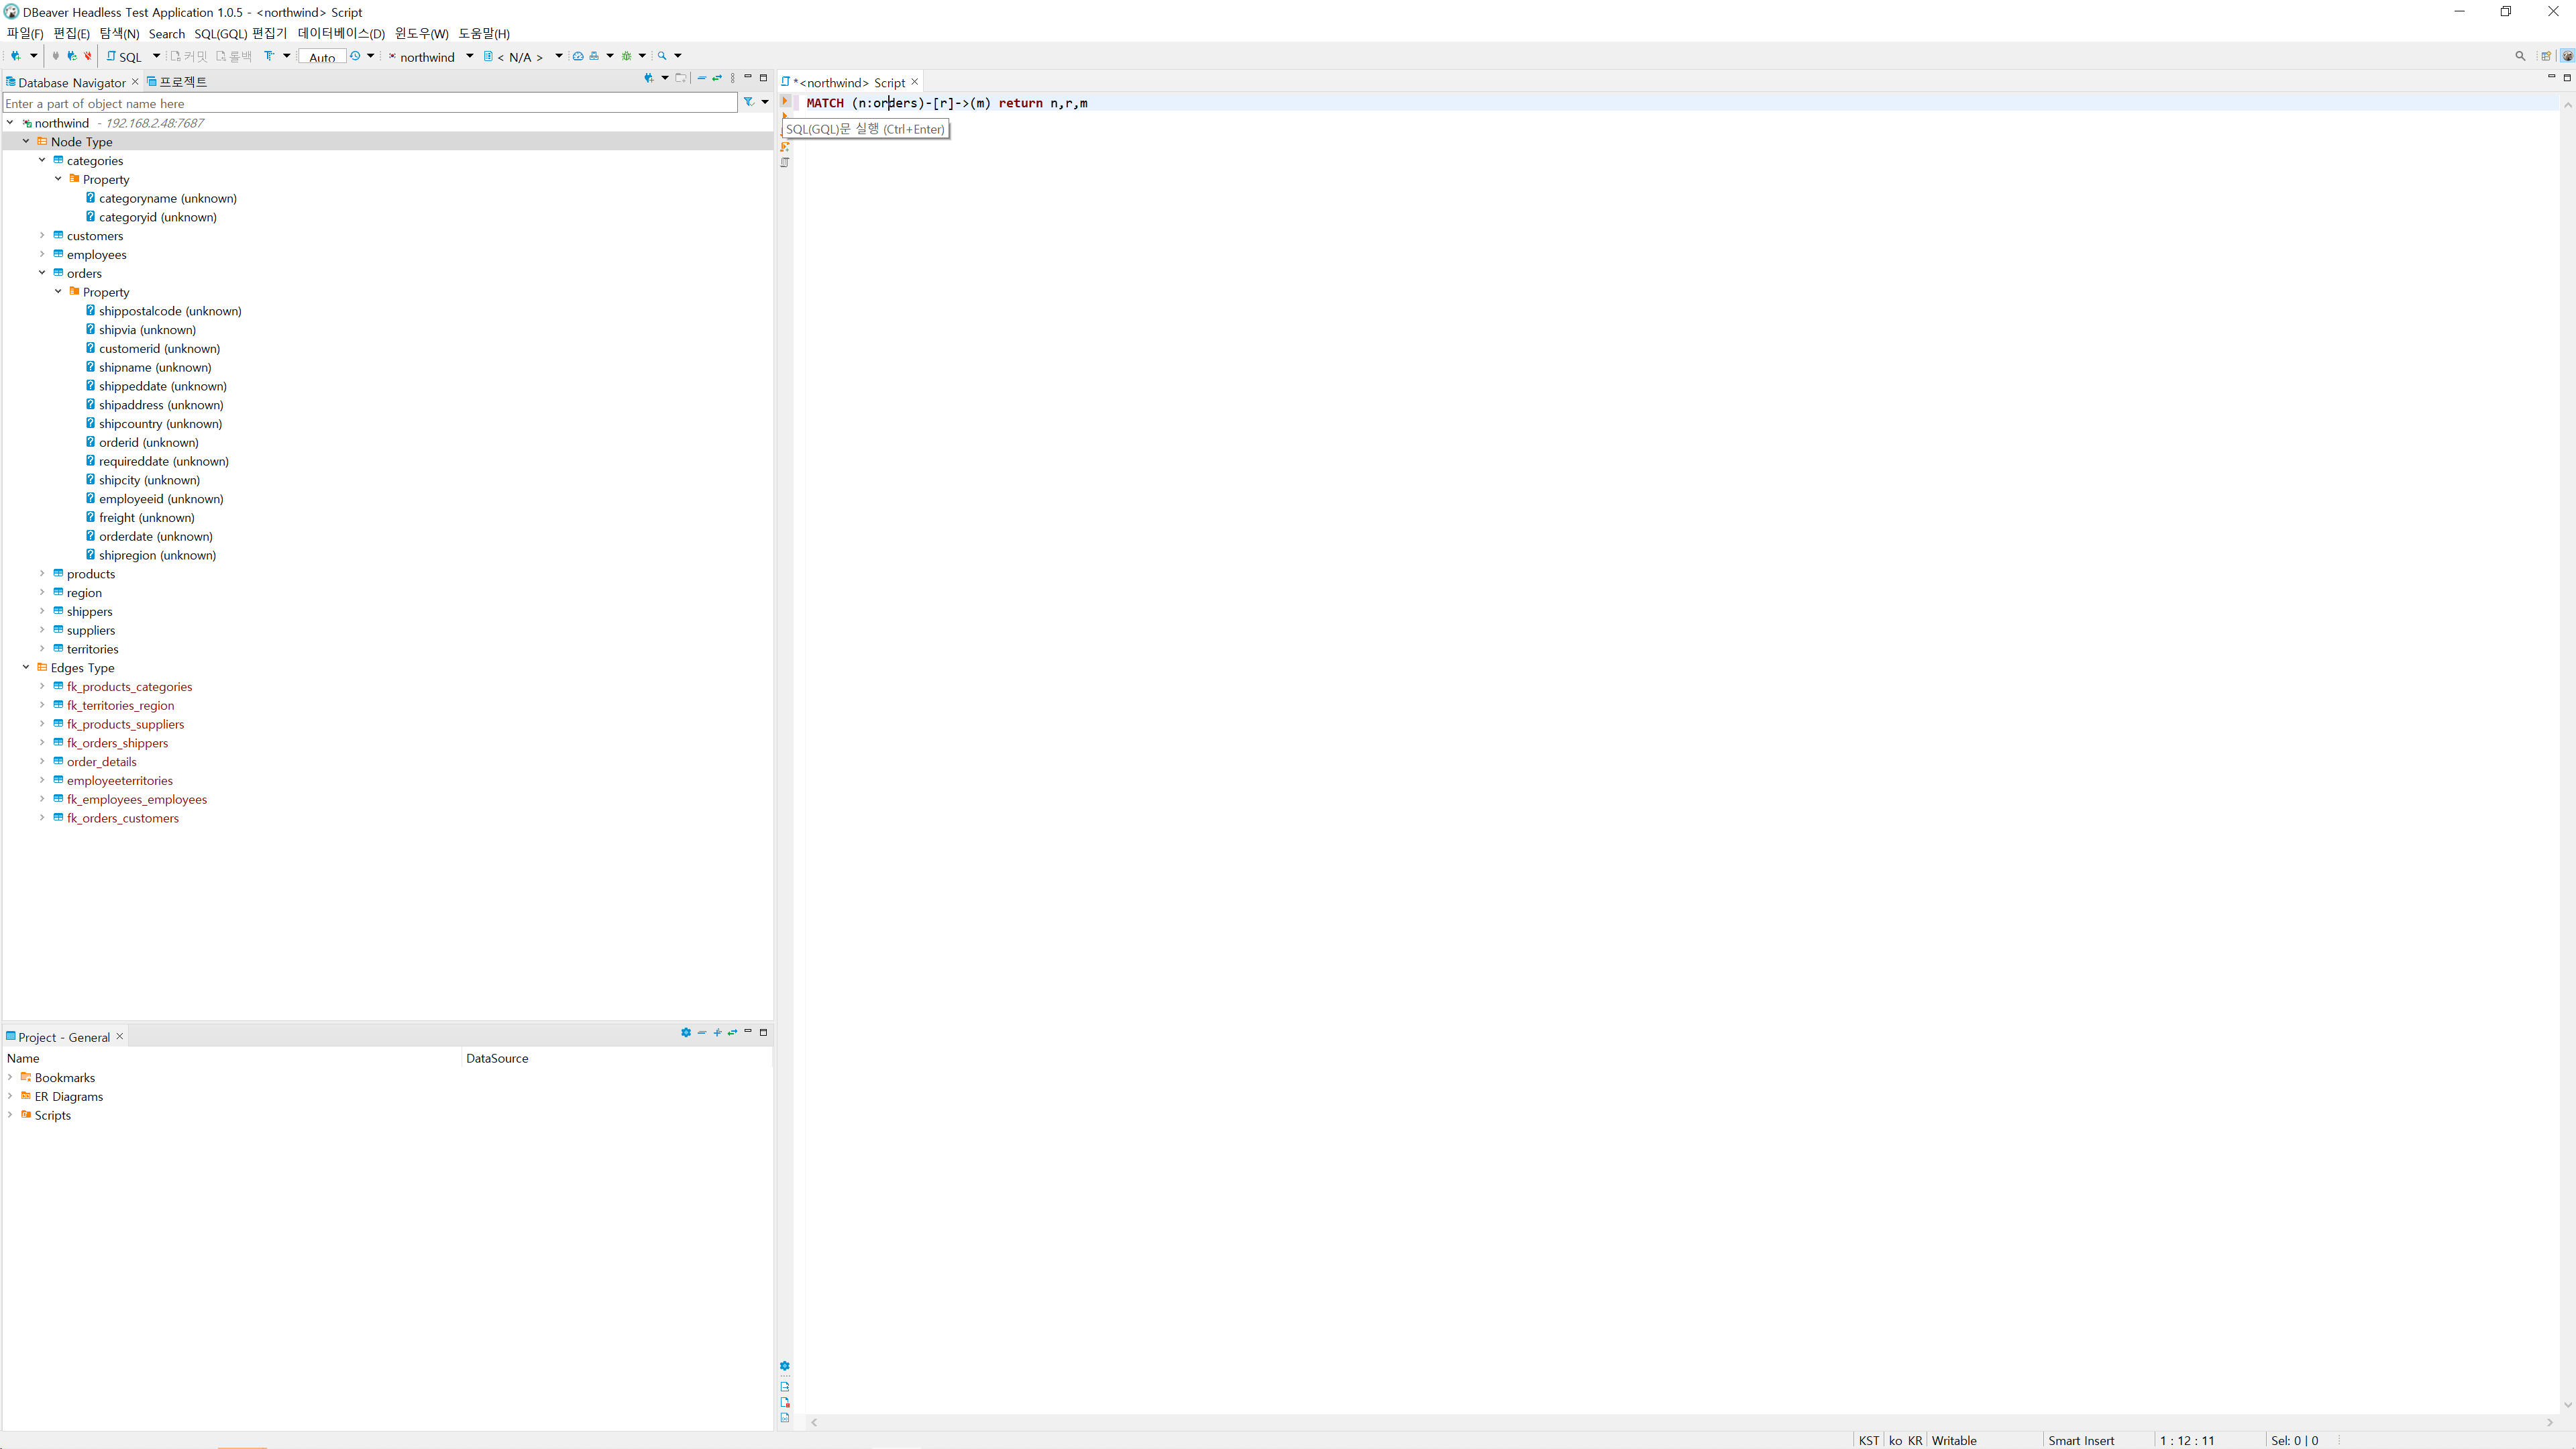 DBeaver Headless Test Application 1.0.5 - <northwind> Script
파일(F) 편집(E) 탐색(N) Search SQL(GQL) 편집기 데이터베이스(D) 윈도우(W) 도움말(H)
SQL 커밋 롤백 Auto northwind < N/A >
Database Navigator 프로젝트
Enter a part of object name here
northwind - 192.168.2.48:7687
Node Type
categories
Property
categoryname (unknown)
categoryid (unknown)
customers
employees
orders
Property
shippostalcode (unknown)
shipvia (unknown)
customerid (unknown)
shipname (unknown)
shippeddate (unknown)
shipaddress (unknown)
shipcountry (unknown)
orderid (unknown)
requireddate (unknown)
shipcity (unknown)
employeeid (unknown)
freight (unknown)
orderdate (unknown)
shipregion (unknown)
products
region
shippers
suppliers
territories
Edges Type
fk_products_categories
fk_territories_region
fk_products_suppliers
fk_orders_shippers
order_details
employeeterritories
fk_employees_employees
fk_orders_customers
Project - General
Name DataSource
Bookmarks
ER Diagrams
Scripts
*<northwind> Script
MATCH (n:orders)-[r]->(m) return n,r,m
SQL(GQL)문 실행 (Ctrl+Enter)
KST ko KR Writable Smart Insert 1 : 12 : 11 Sel: 0 | 0